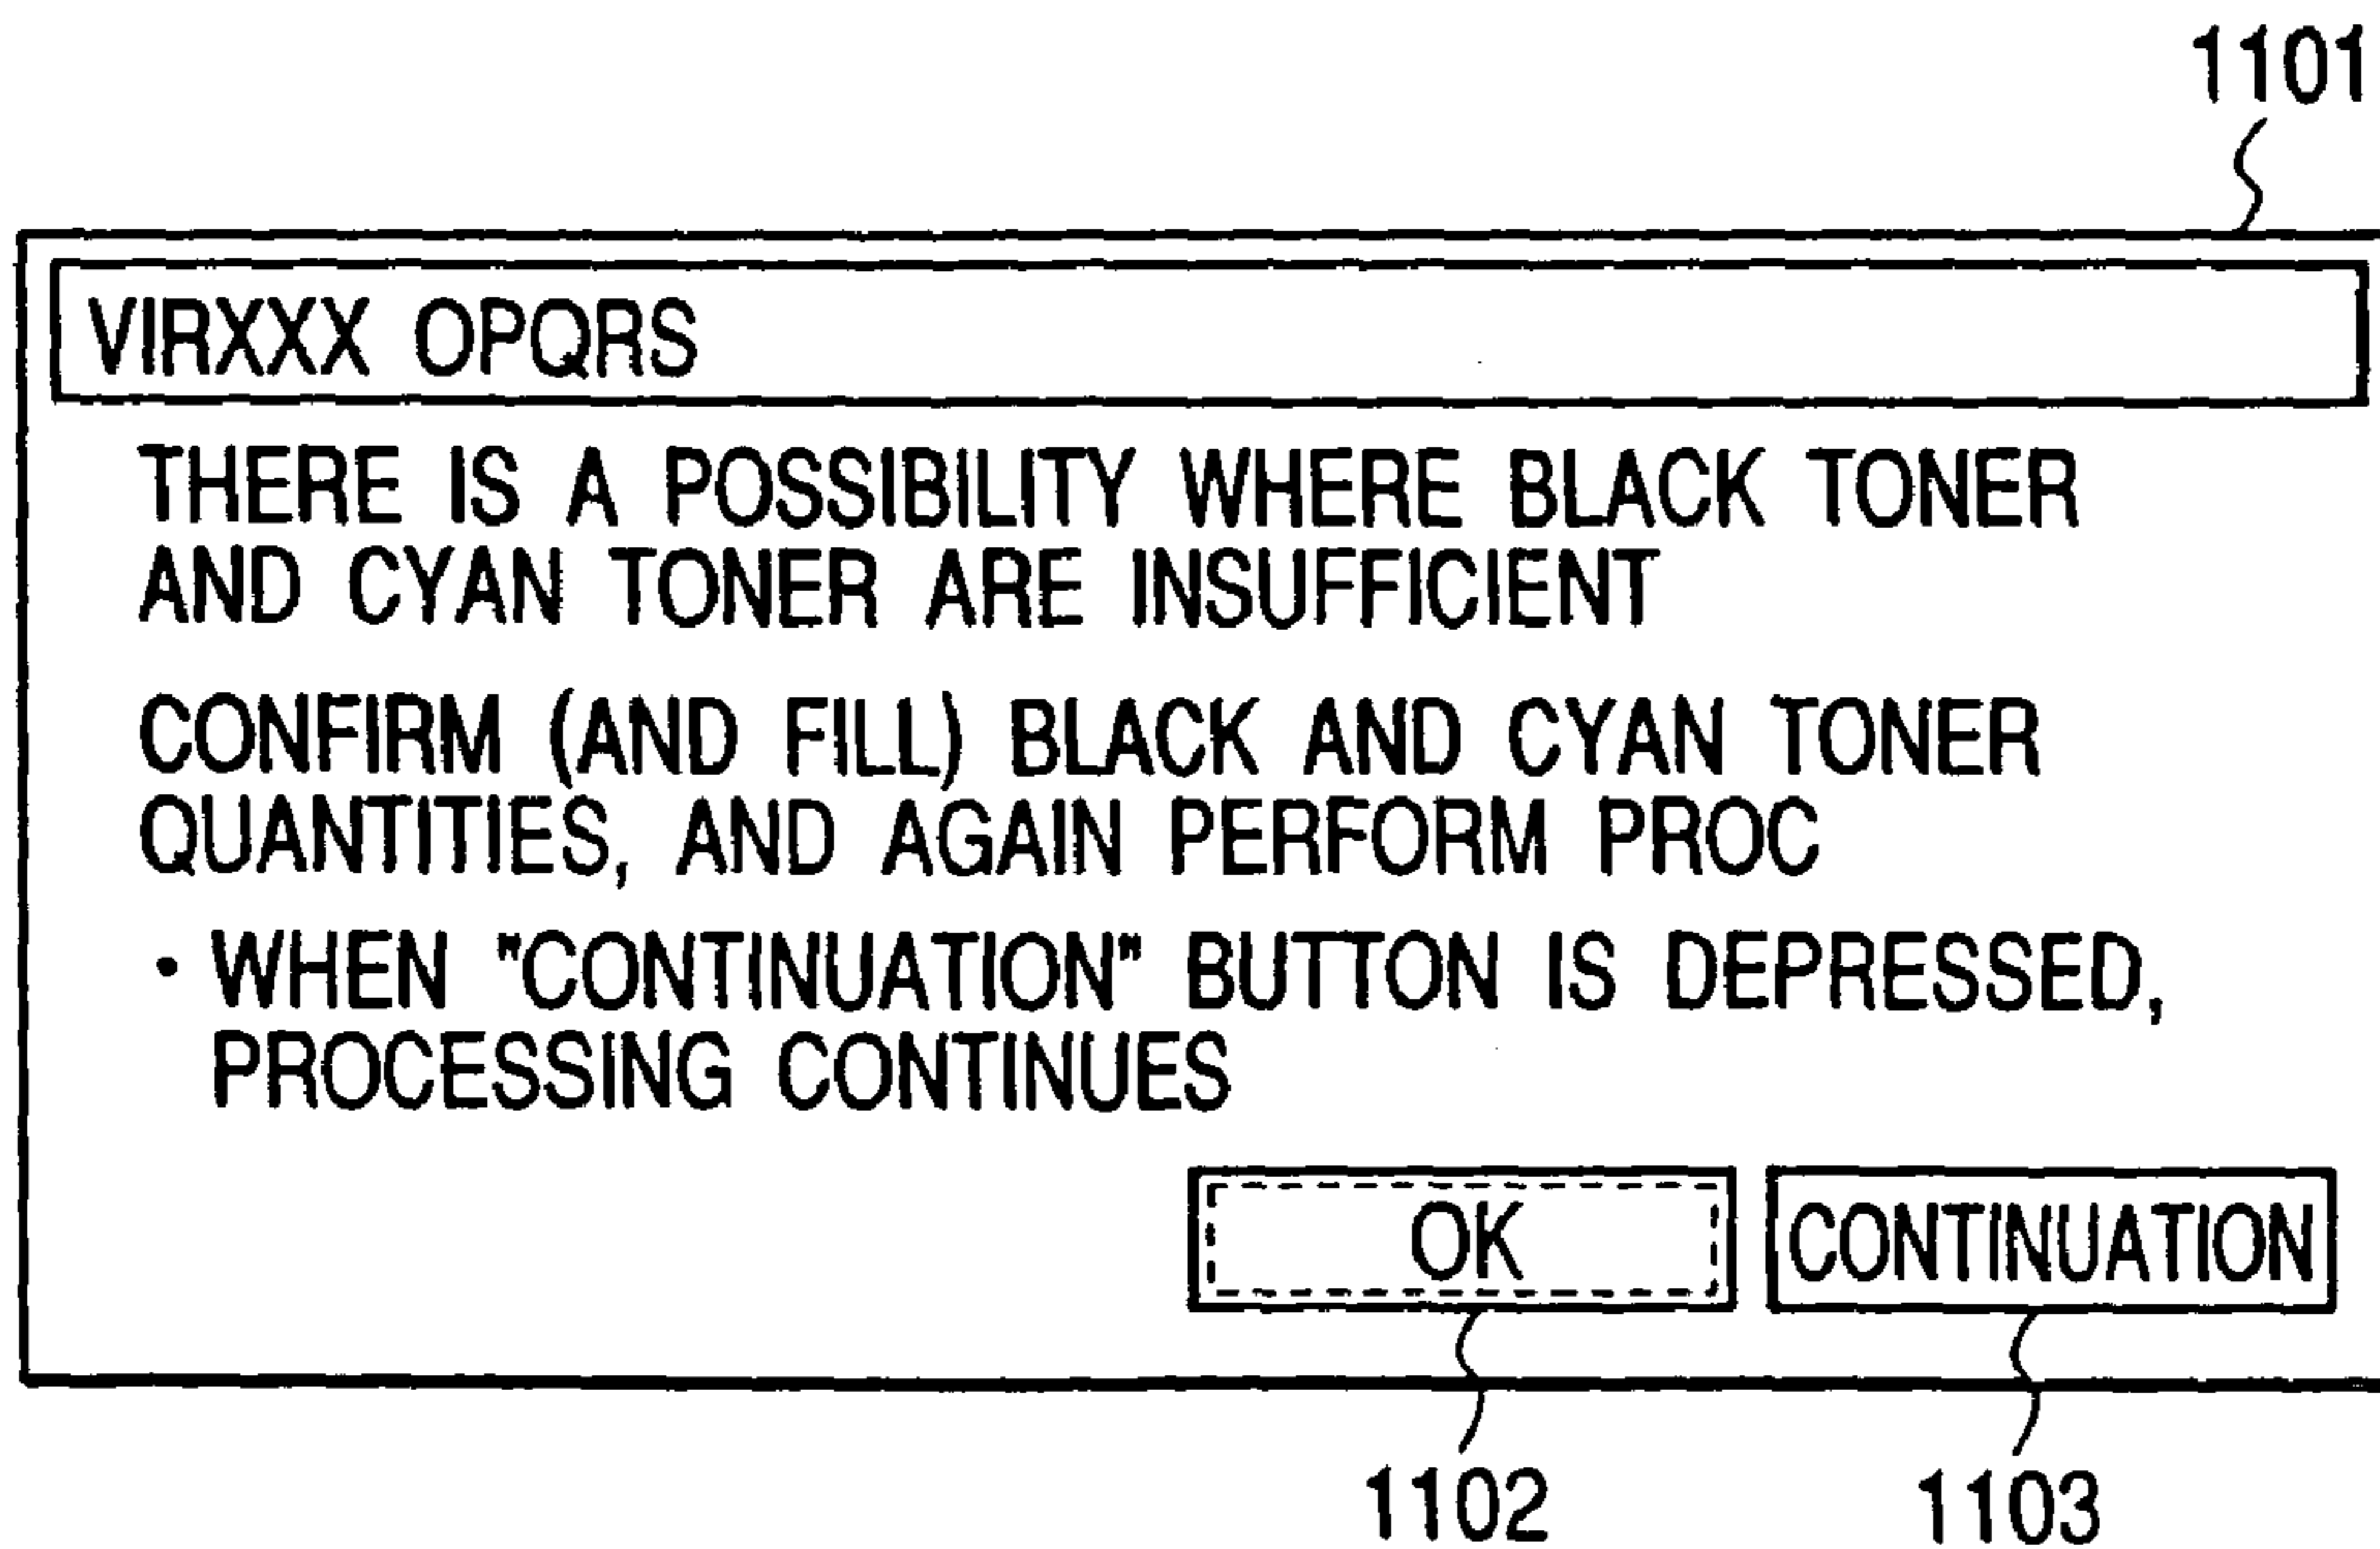 1101
VIRXXX OPQRS
THERE IS A POSSIBILITY WHERE BLACK TONER
AND CYAN TONER ARE INSUFFICIENT
CONFIRM (AND FILL) BLACK AND CYAN TONER
QUANTITIES, AND AGAIN PERFORM PROC
• WHEN "CONTINUATION" BUTTON IS DEPRESSED,
PROCESSING CONTINUES
OK CONTINUATION
1102 1103